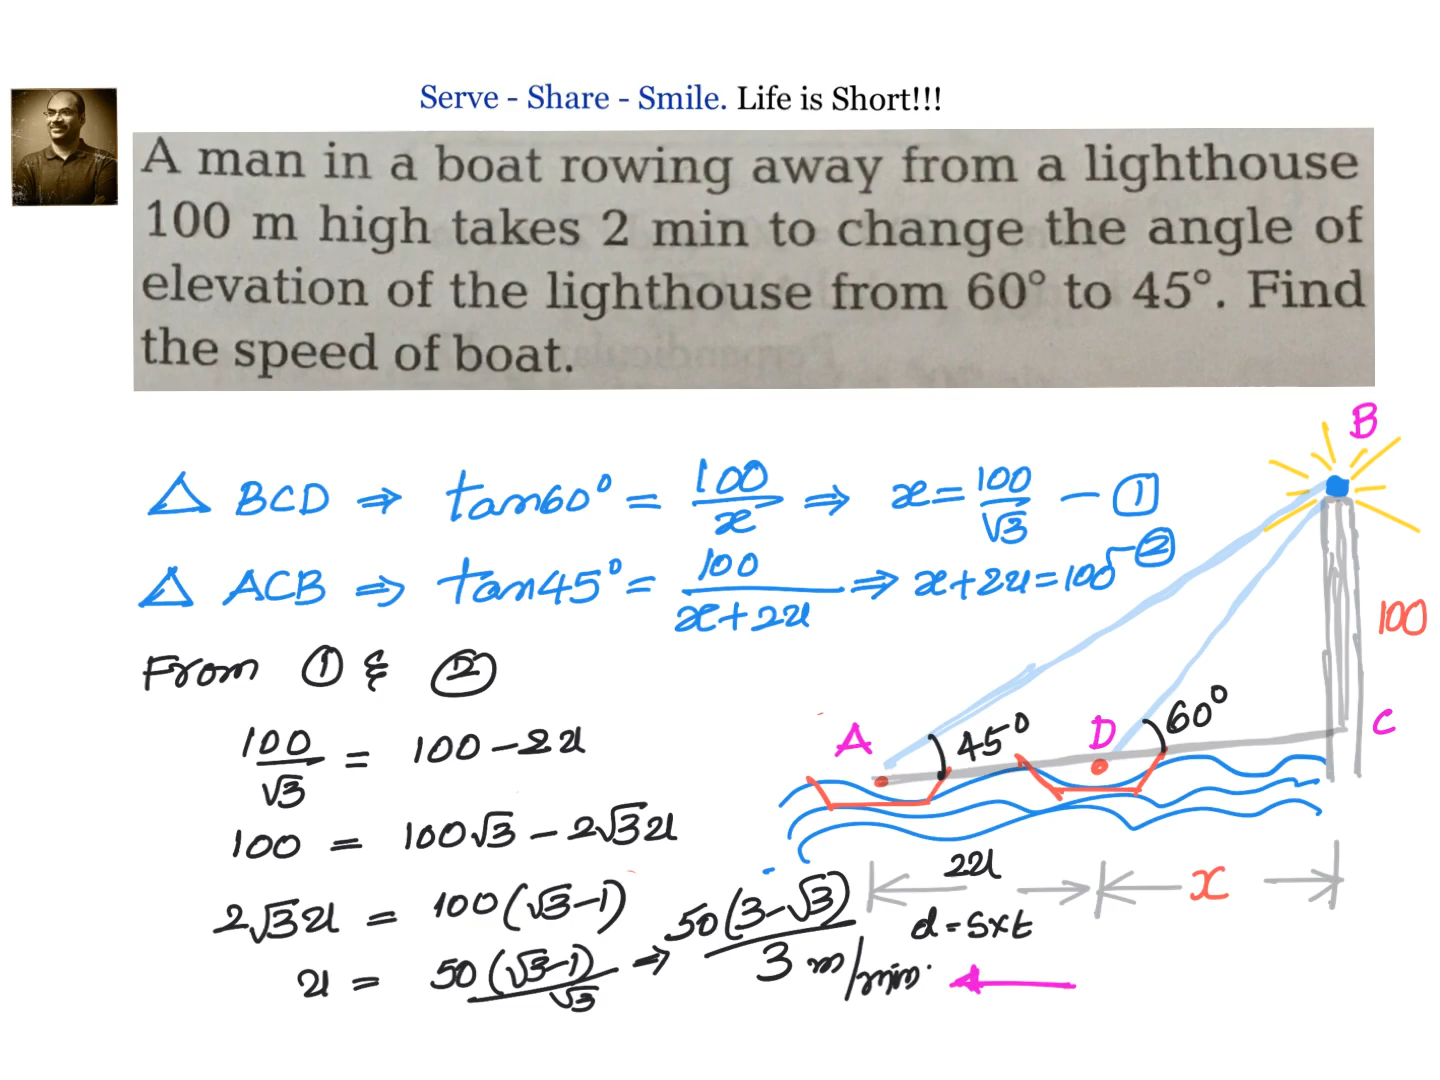 Serve - Share - Smile. Life is Short!!!
A man in a boat rowing away from a lighthouse
100 m high takes 2 min to change the angle of
elevation of the lighthouse from 60° to 45°. Find
the speed of boat.
B
△ BCD ⇒ tan60° = 100/x ⇒ x = 100/√3 — ①
△ ACB ⇒ tan45° = 100/(x+2u) ⇒ x+2u=100 — ②
100
From ① & ②
A 45° D 60° C
100/√3 = 100 - 2u
100 = 100√3 - 2√3u
2u x
2√3u = 100(√3-1)
d = s×t
u = 50(√3-1)/√3 ⇒ 50(3-√3)/3 m/min.